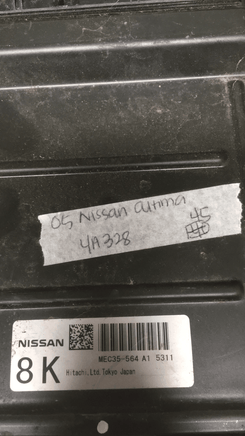 05 Nissan altima
4A328
45
NISSAN
MEC35-564 A1 5311
8K
Hitachi,Ltd Tokyo Japan